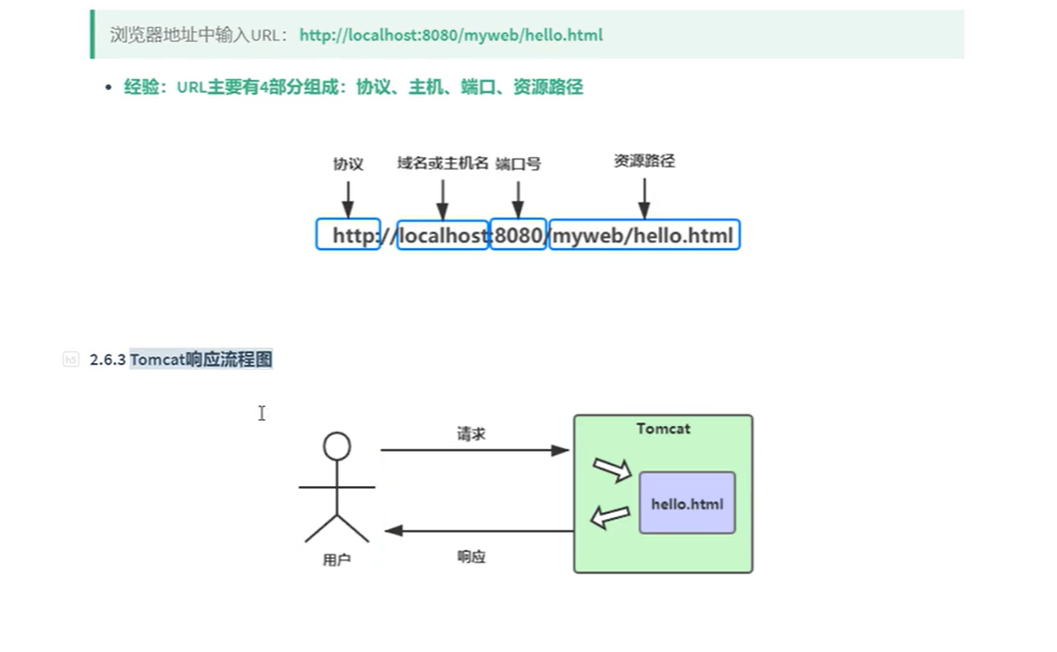 浏览器地址中输入URL： http://localhost:8080/myweb/hello.html
• 经验：URL主要有4部分组成：协议、主机、端口、资源路径
协议 域名或主机名 端口号 资源路径
http://localhost:8080/myweb/hello.html
h5 2.6.3 Tomcat响应流程图
请求
Tomcat
hello.html
响应
用户